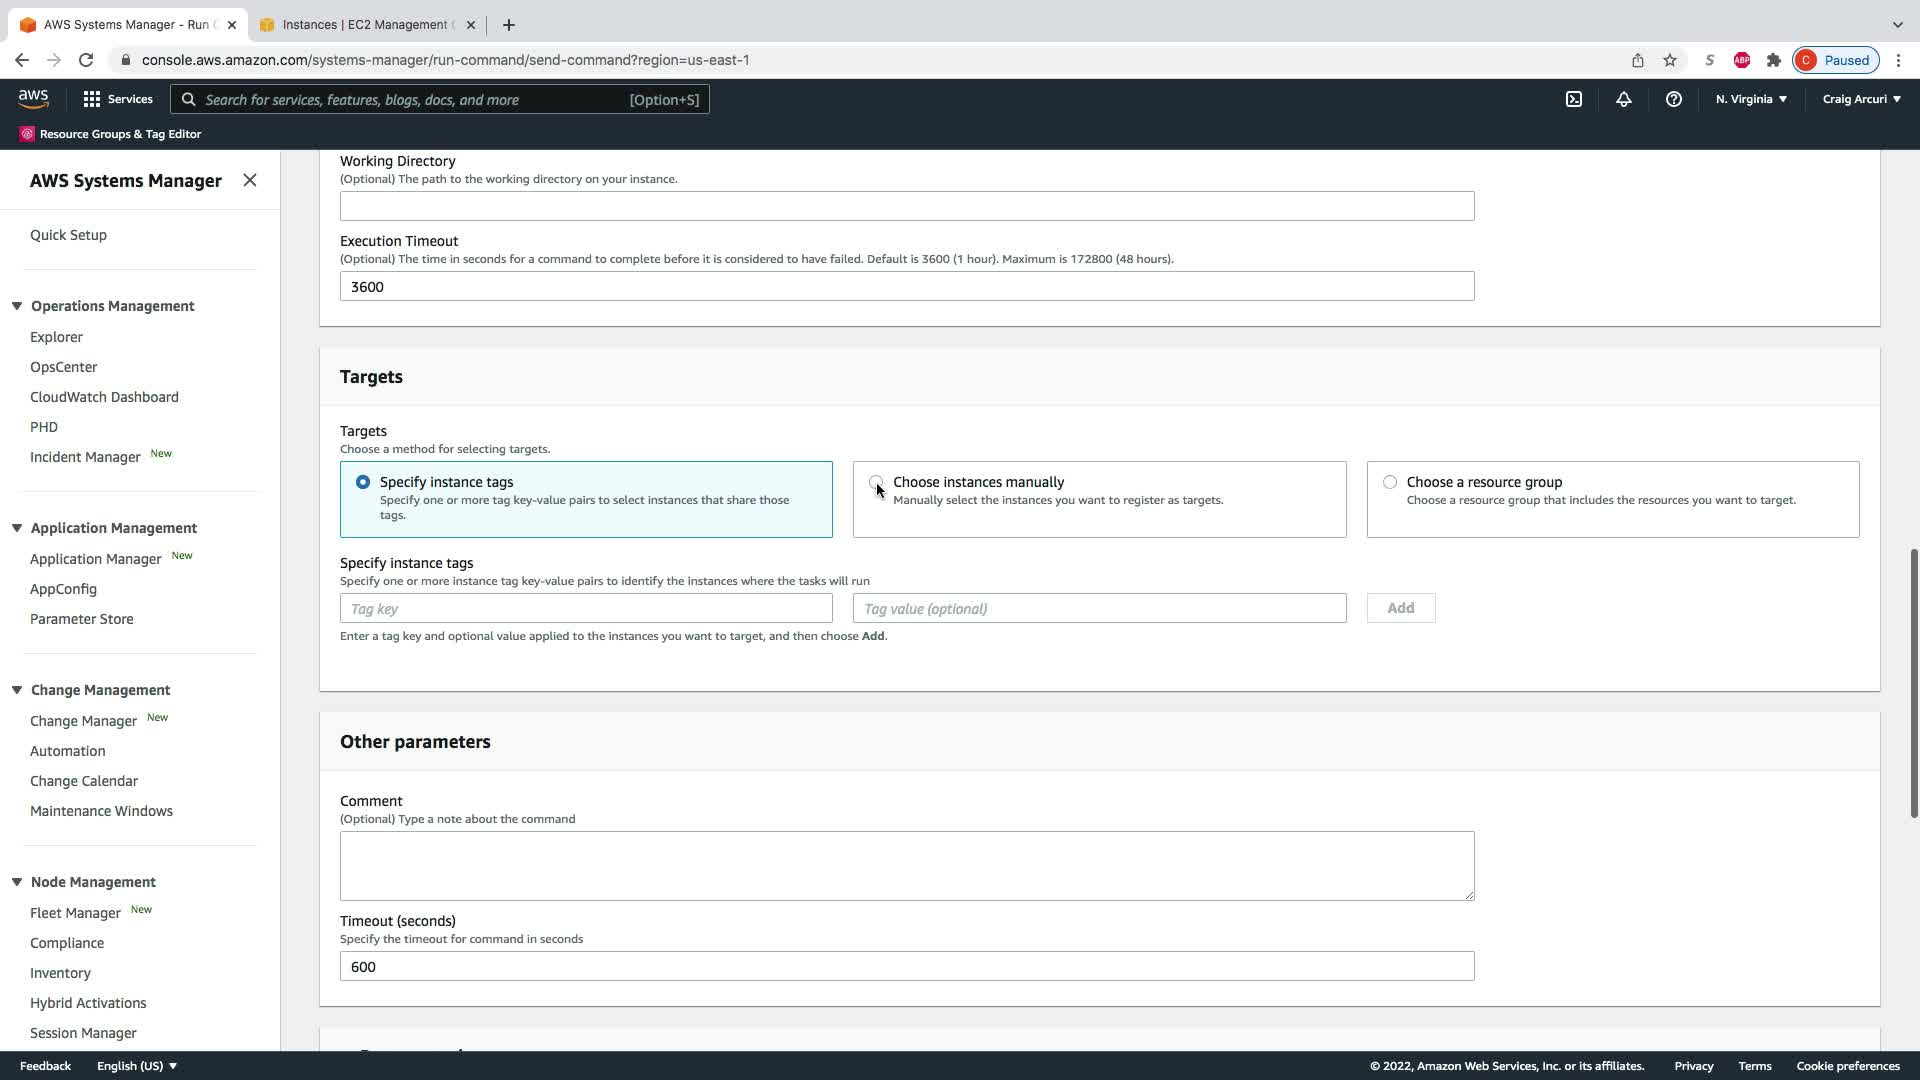 AWS Systems Manager - Run C
Instances | EC2 Management C
console.aws.amazon.com/systems-manager/run-command/send-command?region=us-east-1
S
ABP
C Paused
aws
Services
Search for services, features, blogs, docs, and more [Option+S]
N. Virginia
Craig Arcuri
Resource Groups & Tag Editor
AWS Systems Manager
Quick Setup
Operations Management
Explorer
OpsCenter
CloudWatch Dashboard
PHD
Incident Manager New
Application Management
Application Manager New
AppConfig
Parameter Store
Change Management
Change Manager New
Automation
Change Calendar
Maintenance Windows
Node Management
Fleet Manager New
Compliance
Inventory
Hybrid Activations
Session Manager
Working Directory
(Optional) The path to the working directory on your instance.
Execution Timeout
(Optional) The time in seconds for a command to complete before it is considered to have failed. Default is 3600 (1 hour). Maximum is 172800 (48 hours).
3600
Targets
Targets
Choose a method for selecting targets.
Specify instance tags
Specify one or more tag key-value pairs to select instances that share those
tags.
Choose instances manually
Manually select the instances you want to register as targets.
Choose a resource group
Choose a resource group that includes the resources you want to target.
Specify instance tags
Specify one or more instance tag key-value pairs to identify the instances where the tasks will run
Tag key
Tag value (optional)
Add
Enter a tag key and optional value applied to the instances you want to target, and then choose Add.
Other parameters
Comment
(Optional) Type a note about the command
Timeout (seconds)
Specify the timeout for command in seconds
600
Feedback
English (US)
© 2022, Amazon Web Services, Inc. or its affiliates.
Privacy
Terms
Cookie preferences